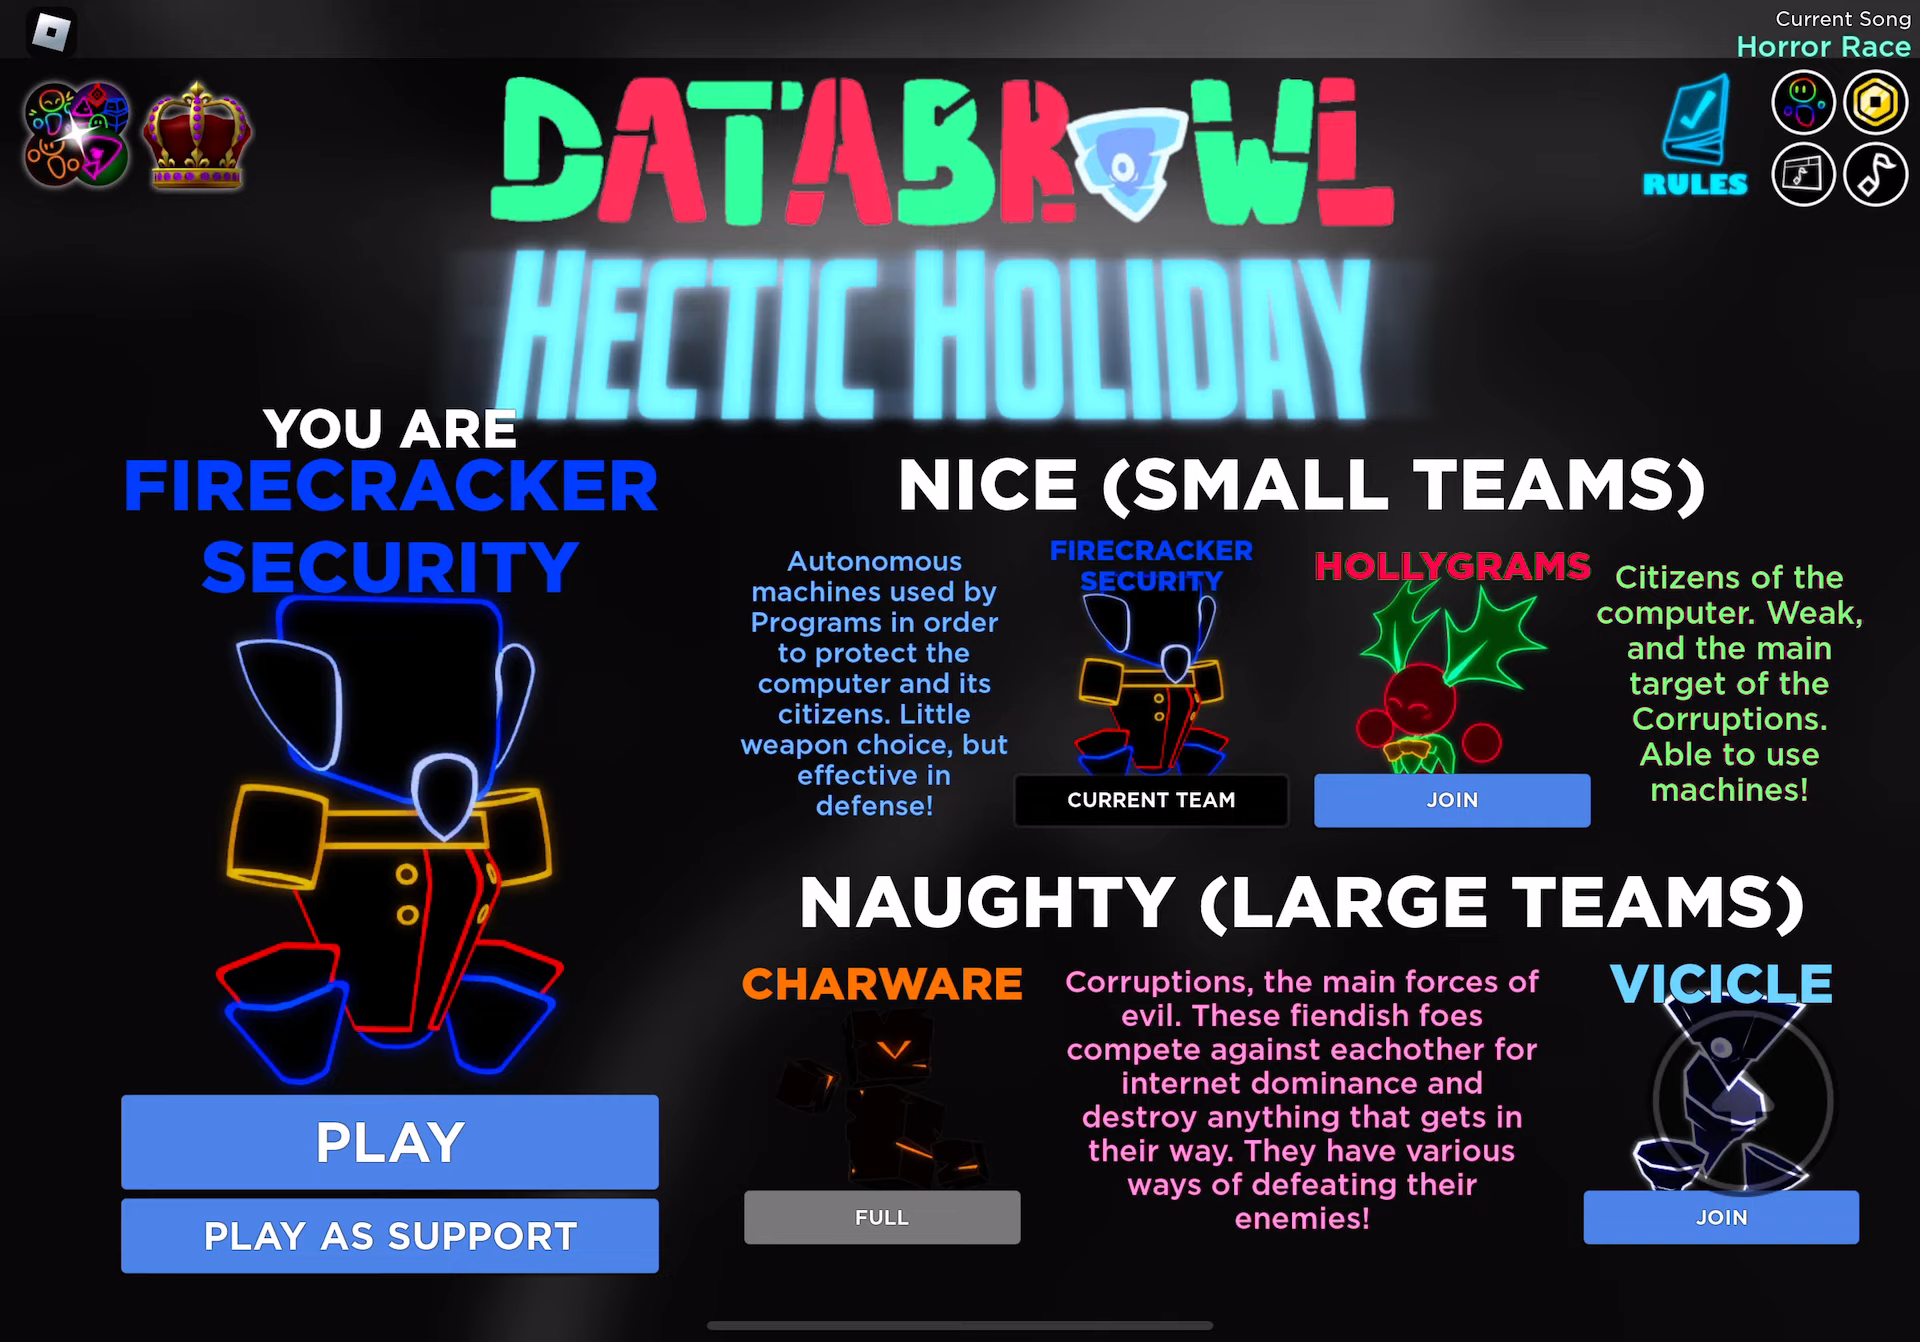 Current Song
Horror Race
DATABROWL
RULES
HECTIC HOLIDAY
YOU ARE
FIRECRACKER
SECURITY
PLAY
PLAY AS SUPPORT
NICE (SMALL TEAMS)
Autonomous
machines used by
Programs in order
to protect the
computer and its
citizens. Little
weapon choice, but
effective in
defense!
FIRECRACKER
SECURITY
CURRENT TEAM
HOLLYGRAMS
JOIN
Citizens of the
computer. Weak,
and the main
target of the
Corruptions.
Able to use
machines!
NAUGHTY (LARGE TEAMS)
CHARWARE
FULL
Corruptions, the main forces of
evil. These fiendish foes
compete against eachother for
internet dominance and
destroy anything that gets in
their way. They have various
ways of defeating their
enemies!
VICICLE
JOIN